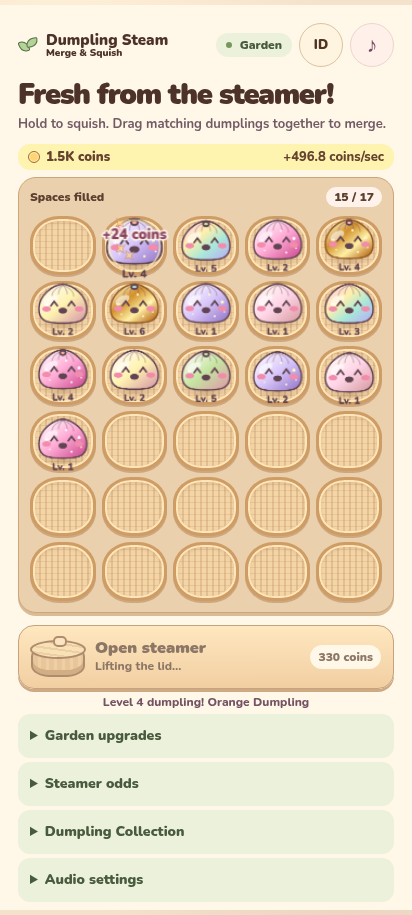 Dumpling Steam
Merge & Squish
Garden
ID
Fresh from the steamer!
Hold to squish. Drag matching dumplings together to merge.
1.5K coins
+496.8 coins/sec
Spaces filled
15 / 17
+24 coins
Lv. 4
Lv. 5
Lv. 2
Lv. 4
Lv. 2
Lv. 6
Lv. 1
Lv. 1
Lv. 3
Lv. 4
Lv. 2
Lv. 5
Lv. 2
Lv. 1
Lv. 1
Open steamer
Lifting the lid...
330 coins
Level 4 dumpling! Orange Dumpling
Garden upgrades
Steamer odds
Dumpling Collection
Audio settings